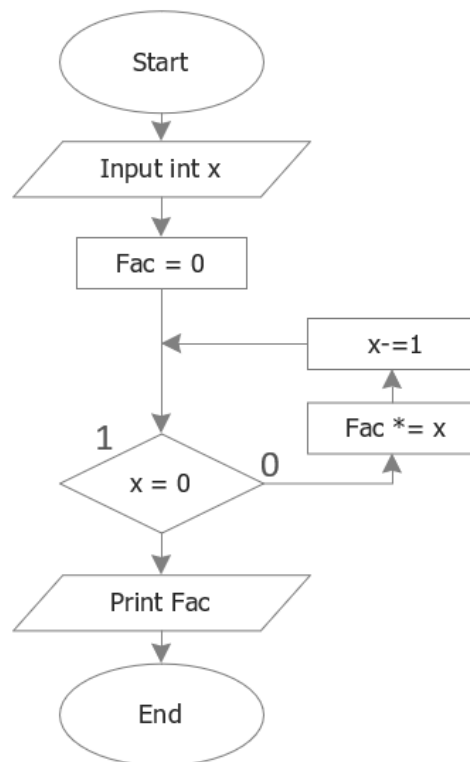 Start
Input int x
Fac = 0
x-=1
Fac *= x
1
0
x = 0
Print Fac
End